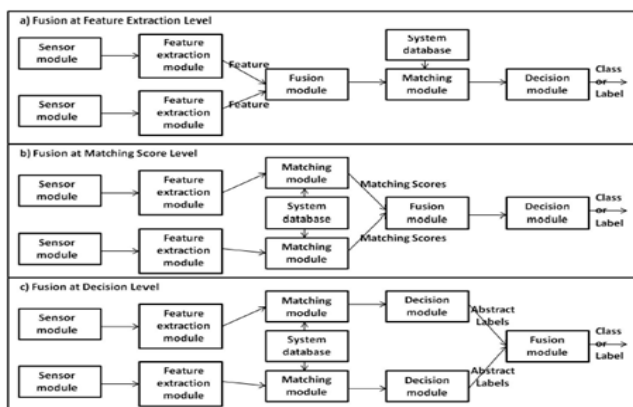 a) Fusion at Feature Extraction Level
Sensor
module
Feature
extraction
module
Feature
Sensor
module
Feature
extraction
module
Feature
Fusion
module
System
database
Matching
module
Decision
module
Class
or
Label
b) Fusion at Matching Score Level
Sensor
module
Feature
extraction
module
Matching
module
Matching Scores
System
database
Sensor
module
Feature
extraction
module
Matching
module
Matching Scores
Fusion
module
Decision
module
Class
or
Label
c) Fusion at Decision Level
Sensor
module
Feature
extraction
module
Matching
module
Decision
module
Abstract
Labels
System
database
Sensor
module
Feature
extraction
module
Matching
module
Decision
module
Abstract
Labels
Fusion
module
Class
or
Label